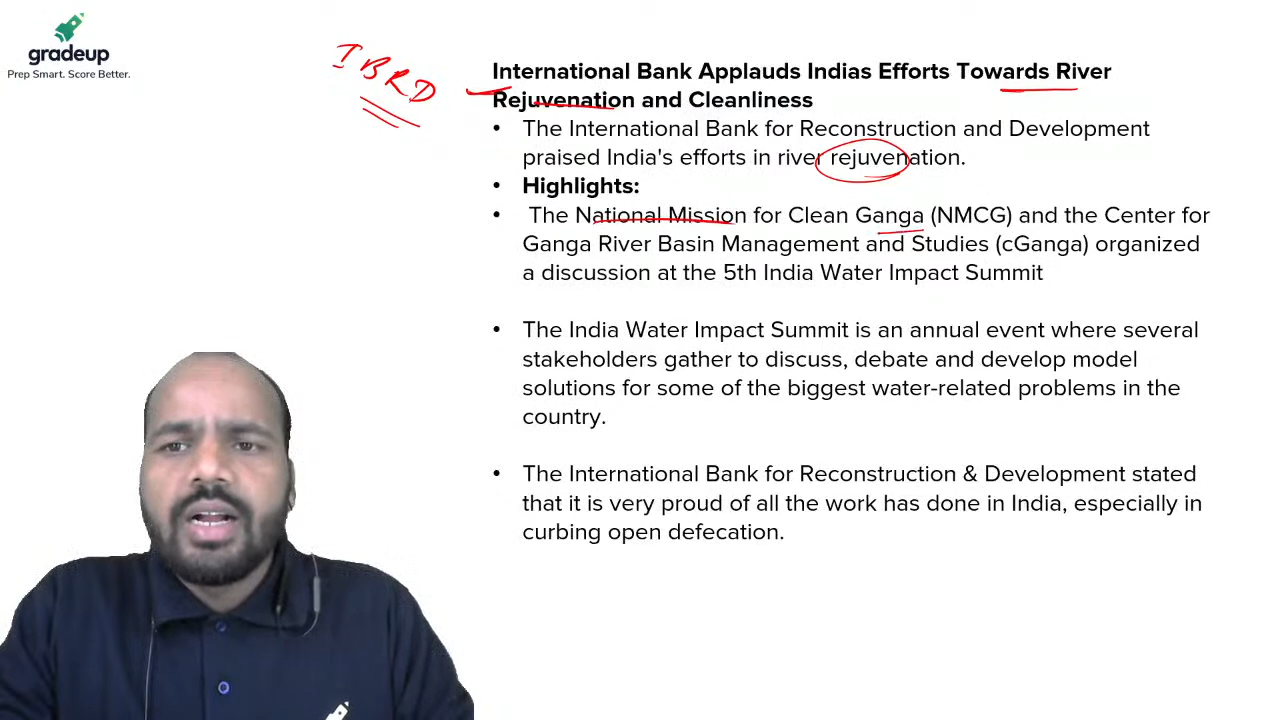 gradeup
Prep Smart. Score Better.
IBRD
International Bank Applauds Indias Efforts Towards River
Rejuvenation and Cleanliness
• The International Bank for Reconstruction and Development
praised India's efforts in river rejuvenation.
• Highlights:
• The National Mission for Clean Ganga (NMCG) and the Center for
Ganga River Basin Management and Studies (cGanga) organized
a discussion at the 5th India Water Impact Summit
• The India Water Impact Summit is an annual event where several
stakeholders gather to discuss, debate and develop model
solutions for some of the biggest water-related problems in the
country.
• The International Bank for Reconstruction & Development stated
that it is very proud of all the work has done in India, especially in
curbing open defecation.